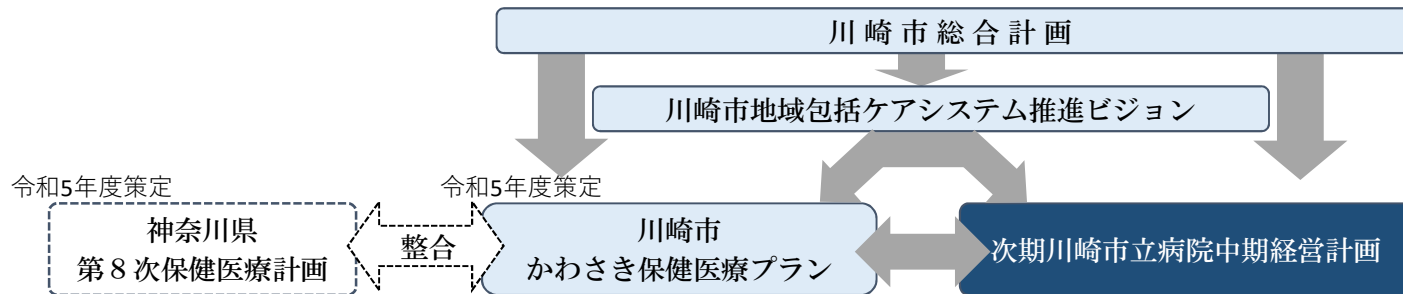 川崎市総合計画
川崎市地域包括ケアシステム推進ビジョン
令和5年度策定
神奈川県
第８次保健医療計画
整合
令和5年度策定
川崎市
かわさき保健医療プラン
次期川崎市立病院中期経営計画